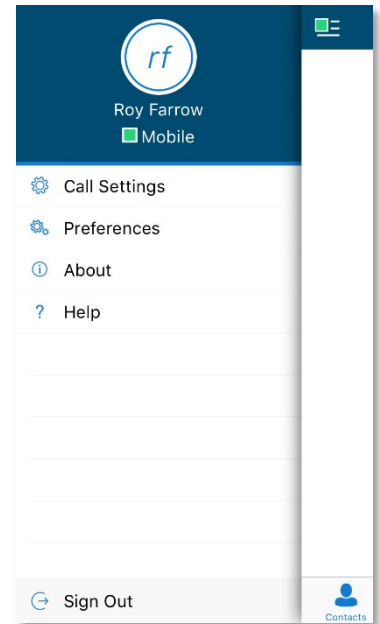 rf
Roy Farrow
Mobile
Call Settings
Preferences
About
? Help
Sign Out
Contacts